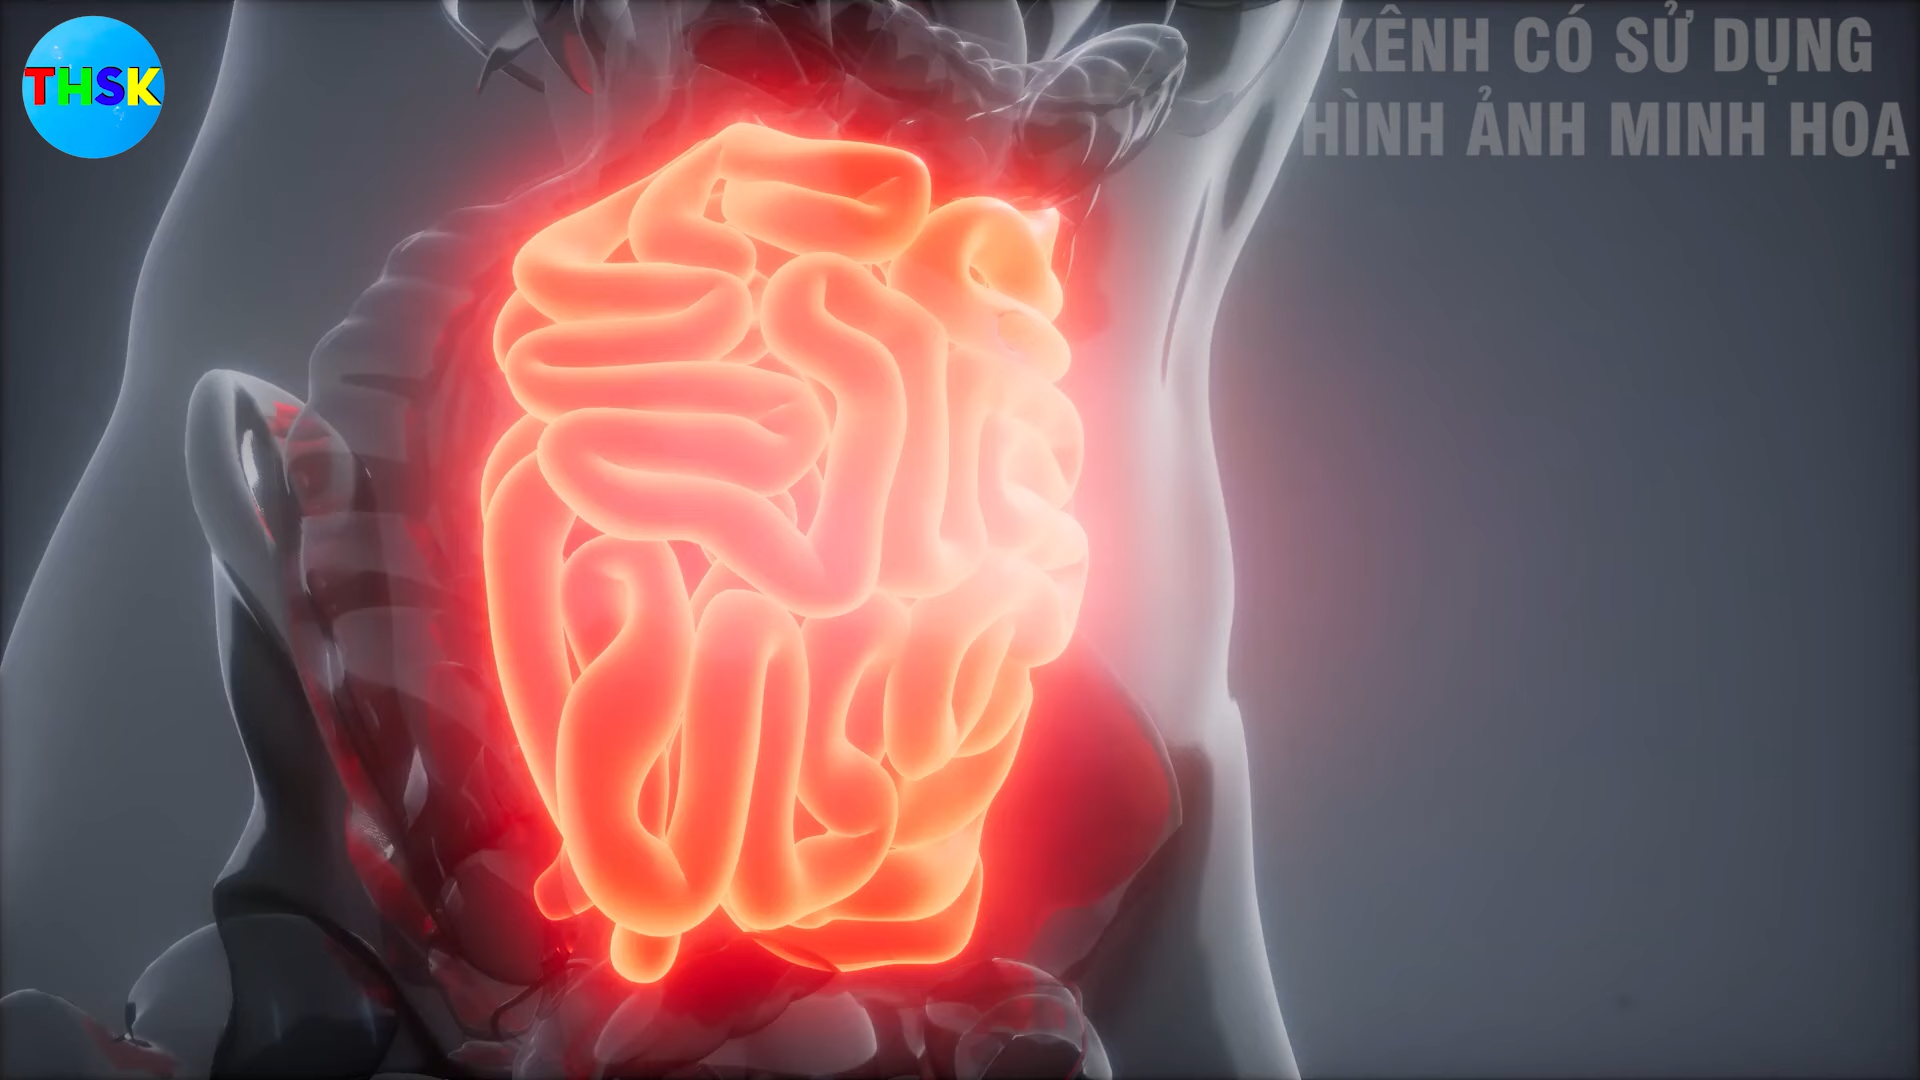 THSK
KÊNH CÓ SỬ DỤNG
HÌNH ẢNH MINH HOẠ